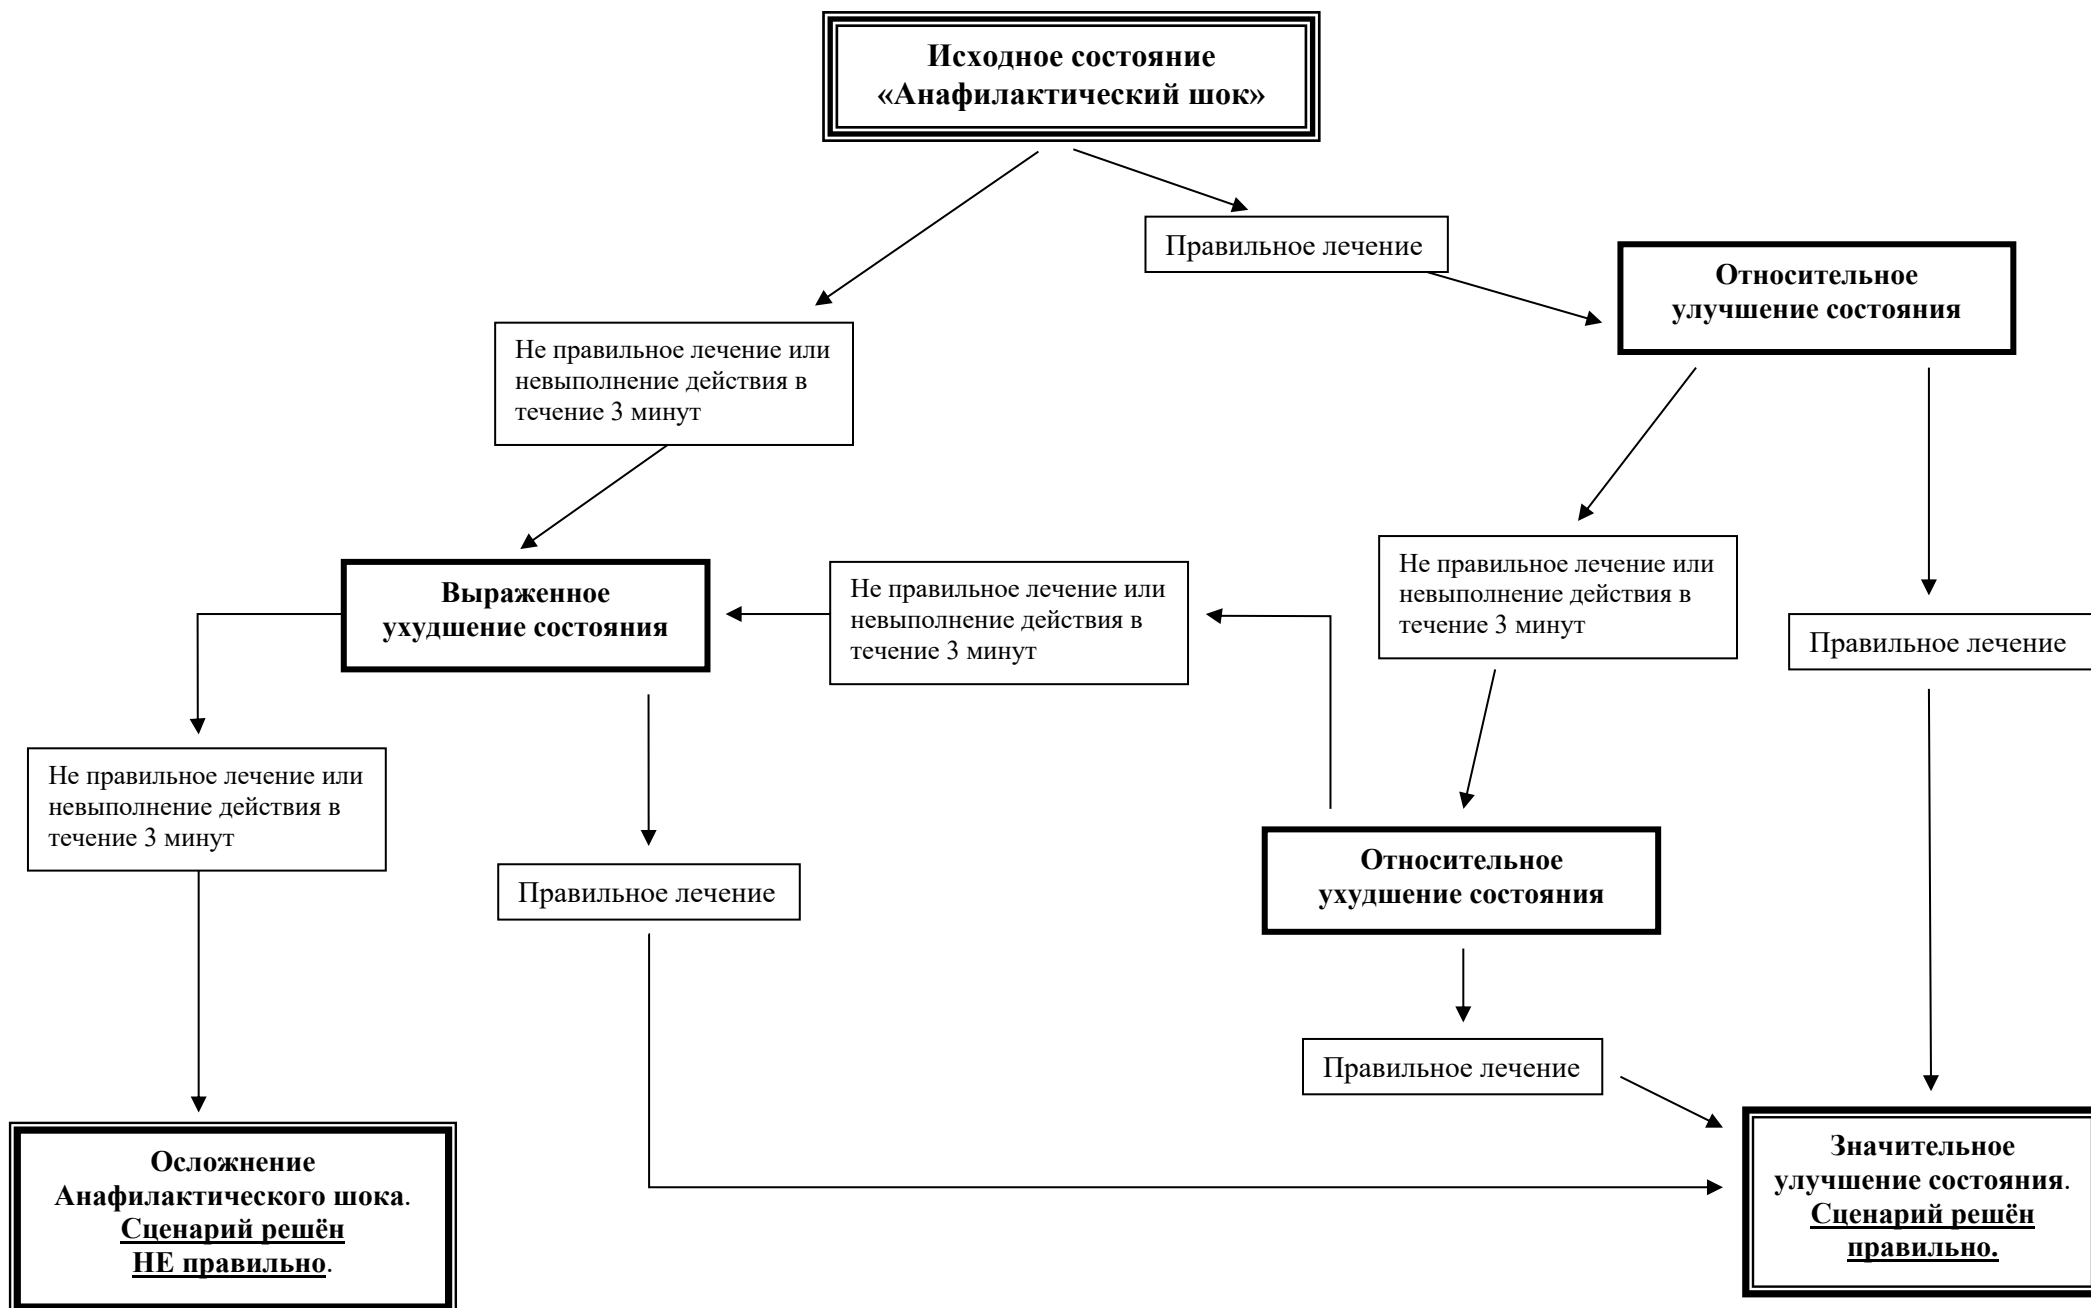 Исходное состояние
«Анафилактический шок»
Правильное лечение
Относительное
улучшение состояния
Не правильное лечение или
невыполнение действия в
течение 3 минут
Выраженное
ухудшение состояния
Не правильное лечение или
невыполнение действия в
течение 3 минут
Не правильное лечение или
невыполнение действия в
течение 3 минут
Правильное лечение
Не правильное лечение или
невыполнение действия в
течение 3 минут
Правильное лечение
Относительное
ухудшение состояния
Правильное лечение
Осложнение
Анафилактического шока.
Сценарий решён
НЕ правильно.
Значительное
улучшение состояния.
Сценарий решён
правильно.